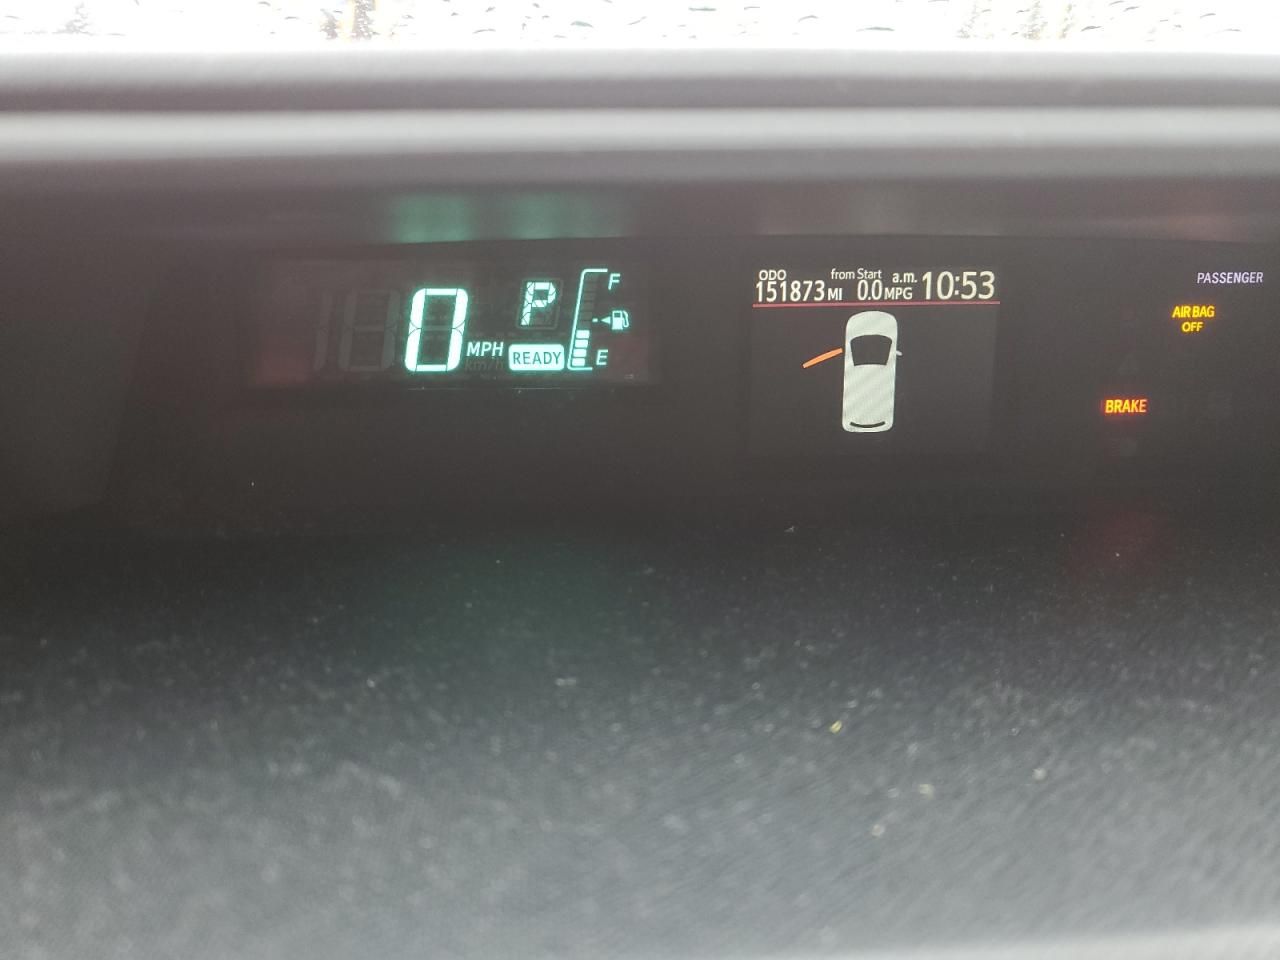 0 MPH
P
READY
F
E
ODO
151873 MI
from Start
0.0 MPG
a.m. 10:53
PASSENGER
AIR BAG
OFF
BRAKE